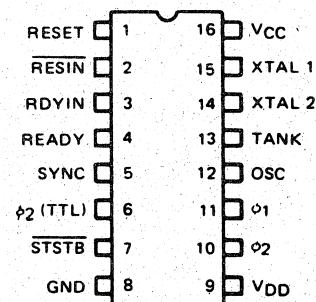 RESET 1 16 VCC
RESIN 2 15 XTAL 1
RDYIN 3 14 XTAL 2
READY 4 13 TANK
SYNC 5 12 OSC
φ2 (TTL) 6 11 φ1
STSTB 7 10 φ2
GND 8 9 VDD